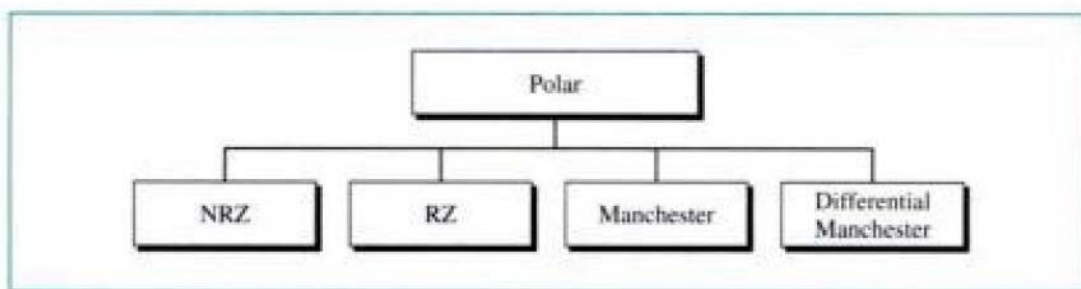 Polar
NRZ
RZ
Manchester
Differential
Manchester